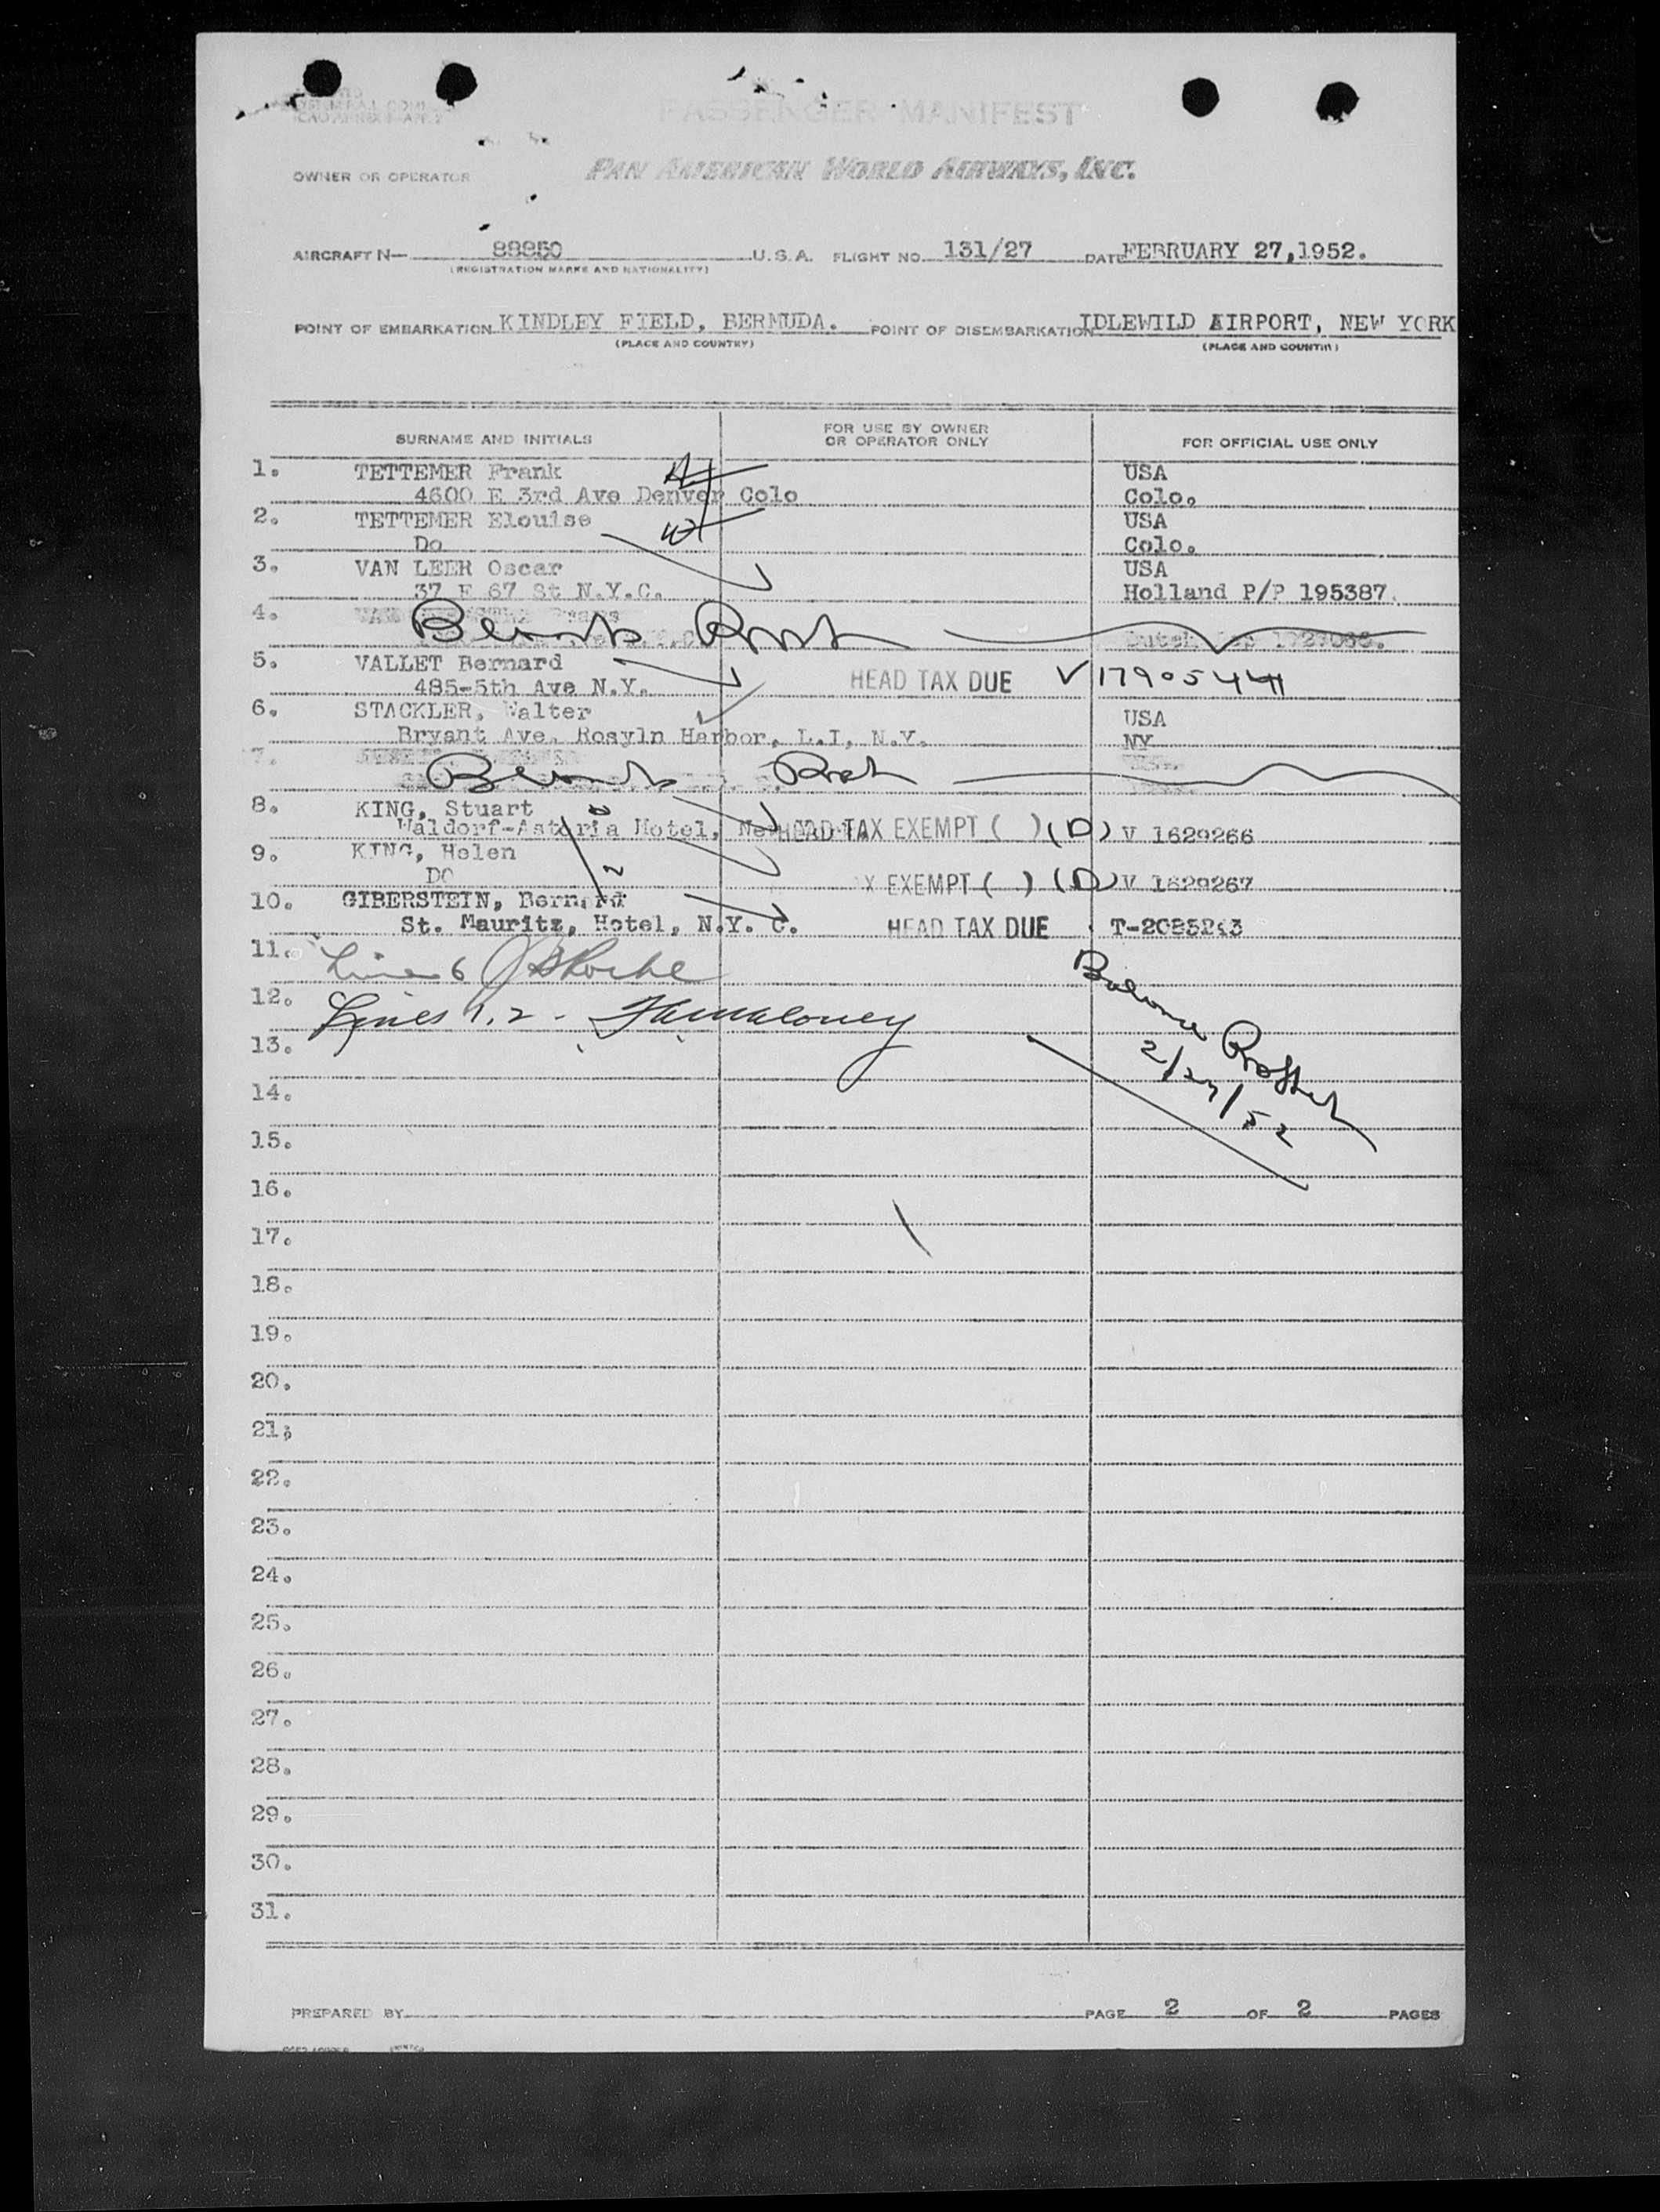 PASSENGER MANIFEST
OWNER OR OPERATOR PAN AMERICAN WORLD AIRWAYS, INC.
AIRCRAFT N— 88850 U.S.A. FLIGHT NO. 131/27 DATE FEBRUARY 27,1952.
(REGISTRATION MARKS AND NATIONALITY)
POINT OF EMBARKATION KINDLEY FIELD, BERMUDA. POINT OF DISEMBARKATION IDLEWILD AIRPORT, NEW YORK
(PLACE AND COUNTRY) (PLACE AND COUNTRY)
SURNAME AND INITIALS FOR USE BY OWNER OR OPERATOR ONLY FOR OFFICIAL USE ONLY
1. TETTEMER Frank USA
4600 E 3rd Ave Denver Colo Colo.
2. TETTEMER Elouise USA
Do Colo.
3. VAN LEER Oscar USA
37 E 67 St N.Y.C. Holland P/P 195387.
4.
5. VALLET Bernard
485-5th Ave N.Y. HEAD TAX DUE V 17905441
6. STACKLER, Walter USA
Bryant Ave. Rosyln Harbor, L.I, N.Y. NY
7.
8. KING, Stuart
Waldorf-Astoria Hotel, HEAD TAX EXEMPT ( ) (D) V 1629266
9. KING, Helen
DO X EXEMPT ( ) (D) V 1629267
10. GIBERSTEIN, Bernard
St. Mauritz, Hotel, N.Y. C. HEAD TAX DUE
11. Line 6
12. Lines 1,2 -
2/27/52
13.
14.
15.
16.
17.
18.
19.
20.
21;
22.
23.
24.
25.
26.
27.
28.
29.
30.
31.
PREPARED BY PAGE 2 OF 2 PAGES